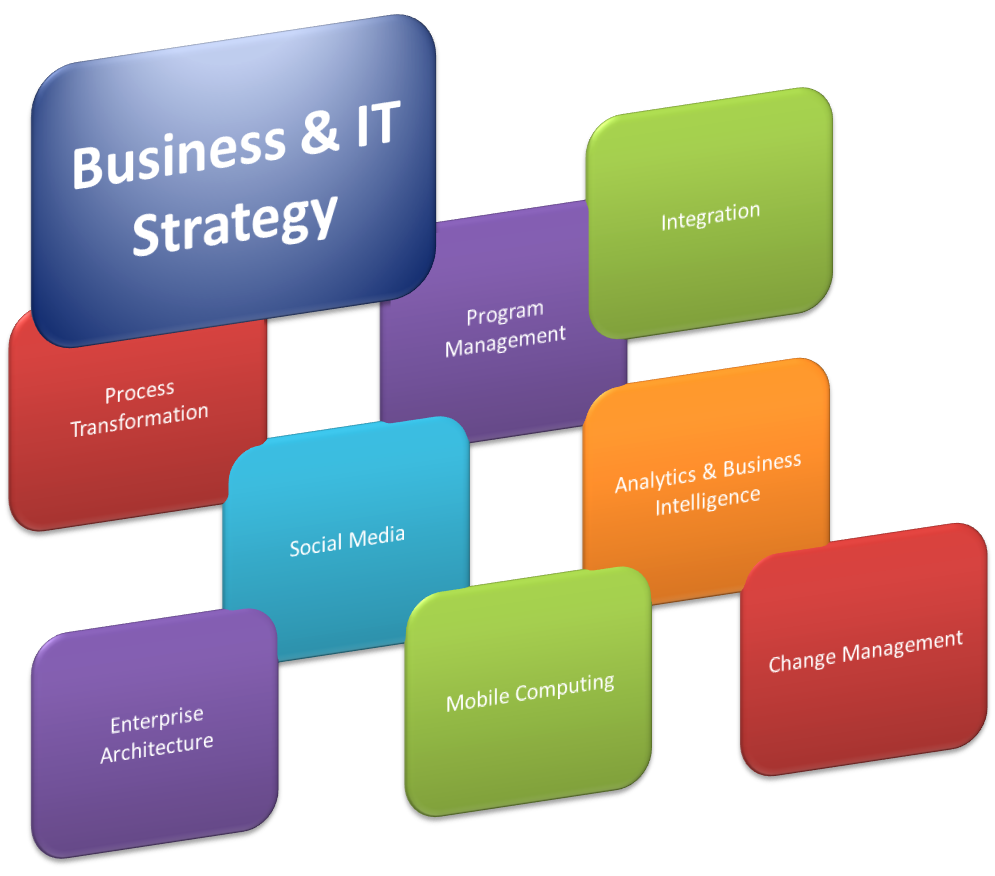 Business & IT
Strategy
Integration
Program
Management
Process
Transformation
Analytics & Business
Intelligence
Social Media
Change Management
Mobile Computing
Enterprise
Architecture